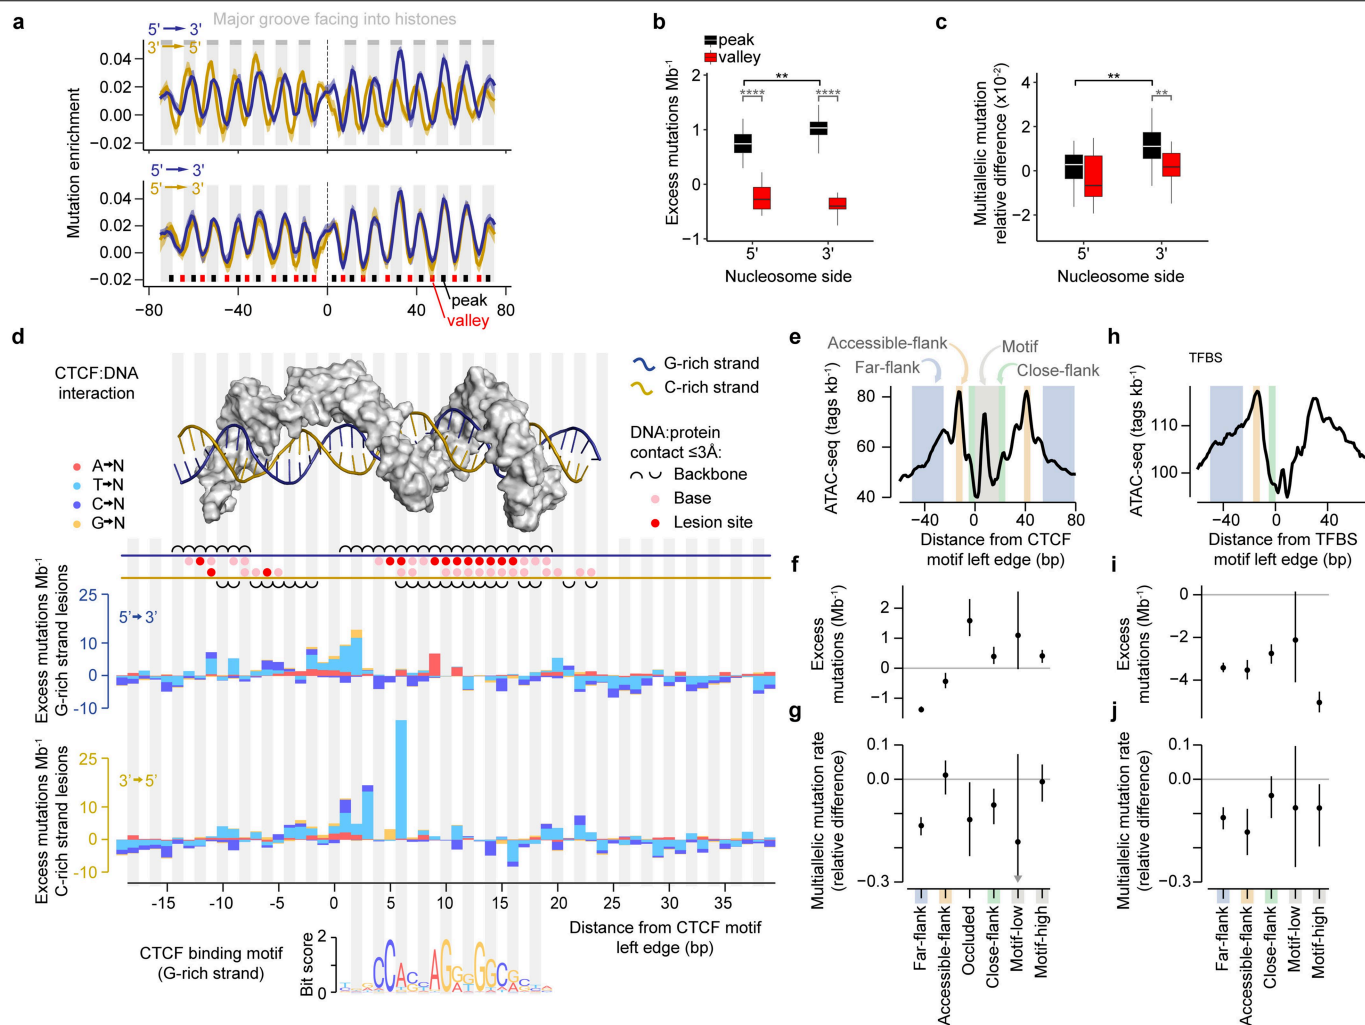 a
Major groove facing into histones
5' → 3'
3' → 5'
0.04
0.02
0.00
−0.02
Mutation enrichment
5' → 3'
5' → 3'
0.04
0.02
0.00
−0.02
−80
−40
0
40
80
peak
valley
b
peak
valley
Excess mutations Mb-1
2
1
0
−1
**
****
****
5'
3'
Nucleosome side
c
Multiallelic mutation
relative difference (x10-2)
4
2
0
−2
**
**
5'
3'
Nucleosome side
d
CTCF:DNA
interaction
A→N
T→N
C→N
G→N
G-rich strand
C-rich strand
DNA:protein
contact ≤3Å:
Backbone
Base
Lesion site
Excess mutations Mb-1
G-rich strand lesions
25
10
0
-10
5' → 3'
Excess mutations Mb-1
C-rich strand lesions
25
10
0
-10
3' → 5'
-15
-10
-5
0
5
10
15
20
25
30
35
Distance from CTCF motif
left edge (bp)
CTCF binding motif
(G-rich strand)
Bit score
2
0
e
Accessible-flank
Far-flank
Motif
Close-flank
ATAC-seq (tags kb-1)
80
60
40
−40
0
40
80
Distance from CTCF
motif left edge (bp)
f
Excess
mutations (Mb-1)
2
1
0
−1
g
Multiallelic mutation rate
(relative difference)
0.1
0.0
−0.3
Far-flank
Accessible-flank
Occluded
Close-flank
Motif-low
Motif-high
h
TFBS
ATAC-seq (tags kb-1)
110
100
−40
0
40
Distance from TFBS
motif left edge (bp)
i
Excess
mutations (Mb-1)
0
−2
−4
j
Multiallelic mutation rate
(relative difference)
0.1
0.0
−0.3
Far-flank
Accessible-flank
Close-flank
Motif-low
Motif-high